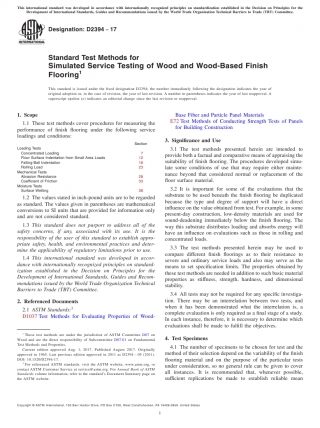 This international standard was developed in accordance with internationally recognized principles on standardization established in the Decision on Principles for the
Development of International Standards, Guides and Recommendations issued by the World Trade Organization Technical Barriers to Trade (TBT) Committee.
INTERNATIONAL
Designation: D2394 − 17
Standard Test Methods for
Simulated Service Testing of Wood and Wood-Based Finish
Flooring1
This standard is issued under the fixed designation D2394; the number immediately following the designation indicates the year of
original adoption or, in the case of revision, the year of last revision. A number in parentheses indicates the year of last reapproval. A
superscript epsilon (ε) indicates an editorial change since the last revision or reapproval.
1. Scope
1.1 These test methods cover procedures for measuring the
performance of finish flooring under the following service
loadings and conditions:
Section
Loading Tests
Concentrated Loading 7
Floor Surface Indentation from Small Area Loads 12
Falling Ball Indentation 18
Rolling Load 23
Mechanical Tests
Abrasion Resistance 28
Coefficient of Friction 33
Moisture Tests
Surface Wetting 38
1.2 The values stated in inch-pound units are to be regarded
as standard. The values given in parentheses are mathematical
conversions to SI units that are provided for information only
and are not considered standard.
1.3 This standard does not purport to address all of the
safety concerns, if any, associated with its use. It is the
responsibility of the user of this standard to establish appro-
priate safety, health, and environmental practices and deter-
mine the applicability of regulatory limitations prior to use.
1.4 This international standard was developed in accor-
dance with internationally recognized principles on standard-
ization established in the Decision on Principles for the
Development of International Standards, Guides and Recom-
mendations issued by the World Trade Organization Technical
Barriers to Trade (TBT) Committee.
2. Referenced Documents
2.1 ASTM Standards:2
D1037 Test Methods for Evaluating Properties of Wood-
1 These test methods are under the jurisdiction of ASTM Committee D07 on
Wood and are the direct responsibility of Subcommittee D07.01 on Fundamental
Test Methods and Properties.
Current edition approved Aug. 1, 2017. Published August 2017. Originally
approved in 1965. Last previous edition approved in 2011 as D2394 – 05 (2011).
DOI: 10.1520/D2394-17.
2 For referenced ASTM standards, visit the ASTM website, www.astm.org, or
contact ASTM Customer Service at service@astm.org. For Annual Book of ASTM
Standards volume information, refer to the standard's Document Summary page on
the ASTM website.
Base Fiber and Particle Panel Materials
E72 Test Methods of Conducting Strength Tests of Panels
for Building Construction
3. Significance and Use
3.1 The test methods presented herein are intended to
provide both a factual and comparative means of appraising the
suitability of finish flooring. The procedures developed simu-
late some conditions of use that may require either mainte-
nance beyond that considered normal or replacement of the
floor surface material.
3.2 It is important for some of the evaluations that the
substrate to be used beneath the finish flooring be duplicated
because the type and degree of support will have a direct
influence on the value obtained from test. For example, in some
present-day construction, low-density materials are used for
sound-deadening immediately below the finish flooring. The
way this substrate distributes loading and absorbs energy will
have an influence on evaluations such as those in rolling and
concentrated loads.
3.3 The test methods presented herein may be used to
compare different finish floorings as to their resistance to
severe and ordinary service loads and also may serve as the
means to set specification limits. The properties obtained by
these test methods are needed in addition to such basic material
properties as stiffness, strength, hardness, and dimensional
stability.
3.4 All tests may not be required for any specific investiga-
tion. There may be an interrelation between two tests, and
when it has been demonstrated what the interrelation is, a
complete evaluation is only required as a final stage of a study.
In each instance, therefore, it is necessary to determine which
evaluations shall be made to fulfill the objectives.
4. Test Specimens
4.1 The number of specimens to be chosen for test and the
method of their selection depend on the variability of the finish
flooring material and on the purpose of the particular tests
under consideration, so no general rule can be given to cover
all instances. It is recommended that, whenever possible,
sufficient replications be made to establish reliable mean
Copyright © ASTM International, 100 Barr Harbor Drive, PO Box C700, West Conshohocken, PA 19428-2959. United States
1